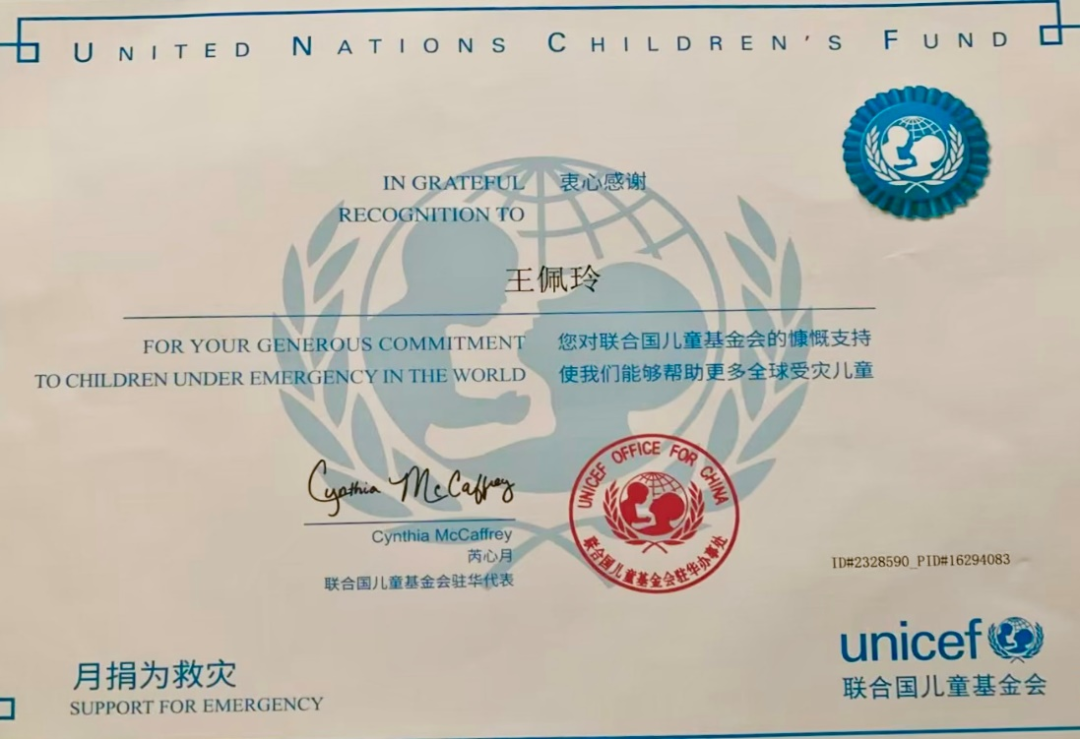 UNITED NATIONS CHILDREN'S FUND
IN GRATEFUL
RECOGNITION TO
衷心感谢
王佩玲
FOR YOUR GENEROUS COMMITMENT
TO CHILDREN UNDER EMERGENCY IN THE WORLD
您对联合国儿童基金会的慷慨支持
使我们能够帮助更多全球受灾儿童
Cynthia McCaffrey
Cynthia McCaffrey
芮心月
联合国儿童基金会驻华代表
UNICEF OFFICE FOR CHINA
联合国儿童基金会驻华办事处
ID#2328590_PID#16294083
月捐为救灾
SUPPORT FOR EMERGENCY
unicef
联合国儿童基金会